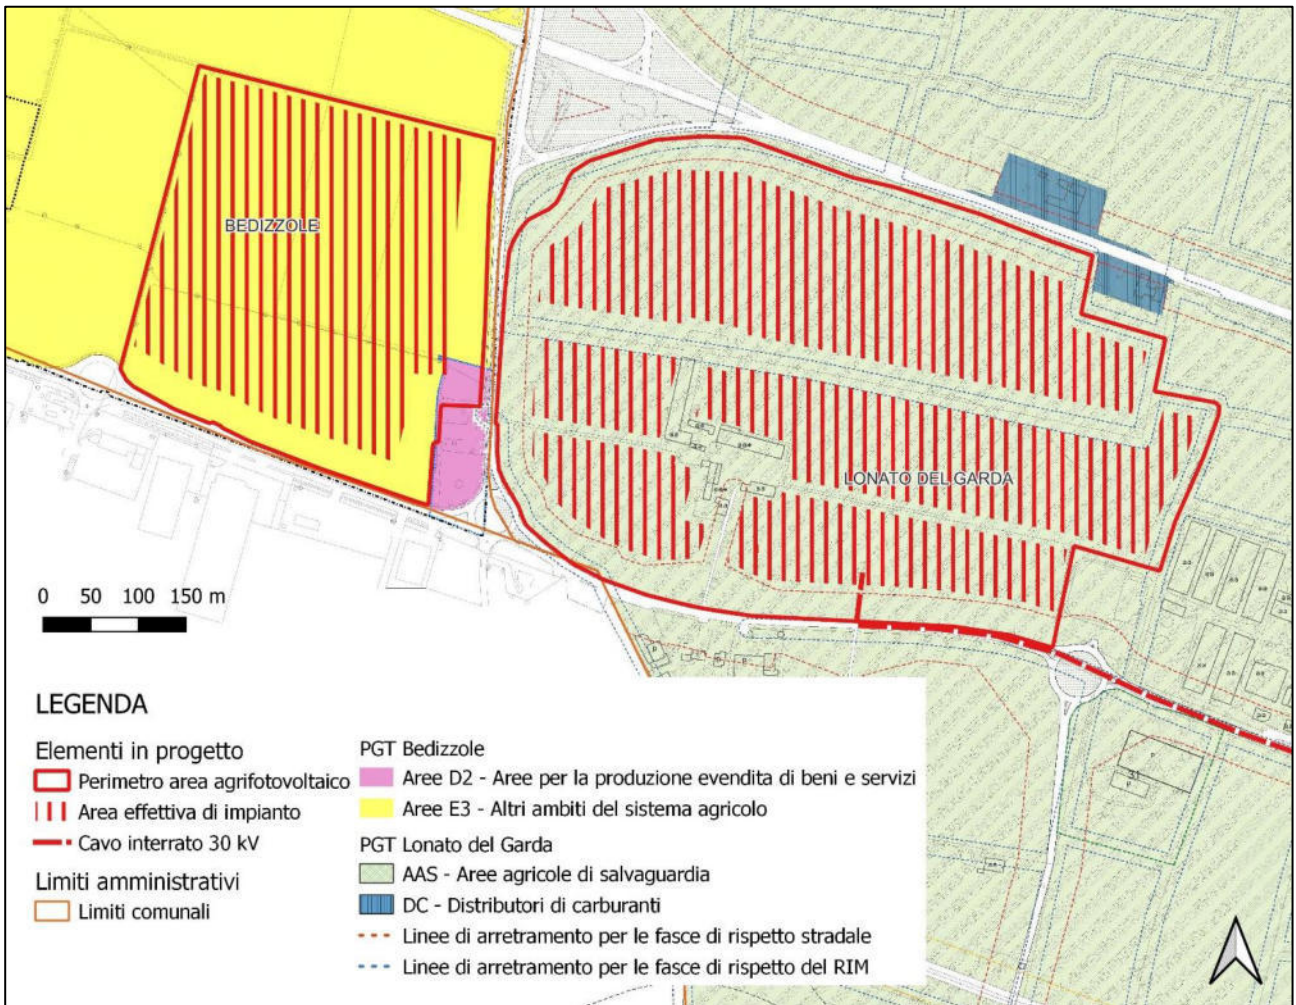 BEDIZZOLE
LONATO DEL GARDA
0 50 100 150 m
LEGENDA
Elementi in progetto
Perimetro area agrifotovoltaico
Area effettiva di impianto
Cavo interrato 30 kV
Limiti amministrativi
Limiti comunali
PGT Bedizzole
Aree D2 - Aree per la produzione evendita di beni e servizi
Aree E3 - Altri ambiti del sistema agricolo
PGT Lonato del Garda
AAS - Aree agricole di salvaguardia
DC - Distributori di carburanti
Linee di arretramento per le fasce di rispetto stradale
Linee di arretramento per le fasce di rispetto del RIM